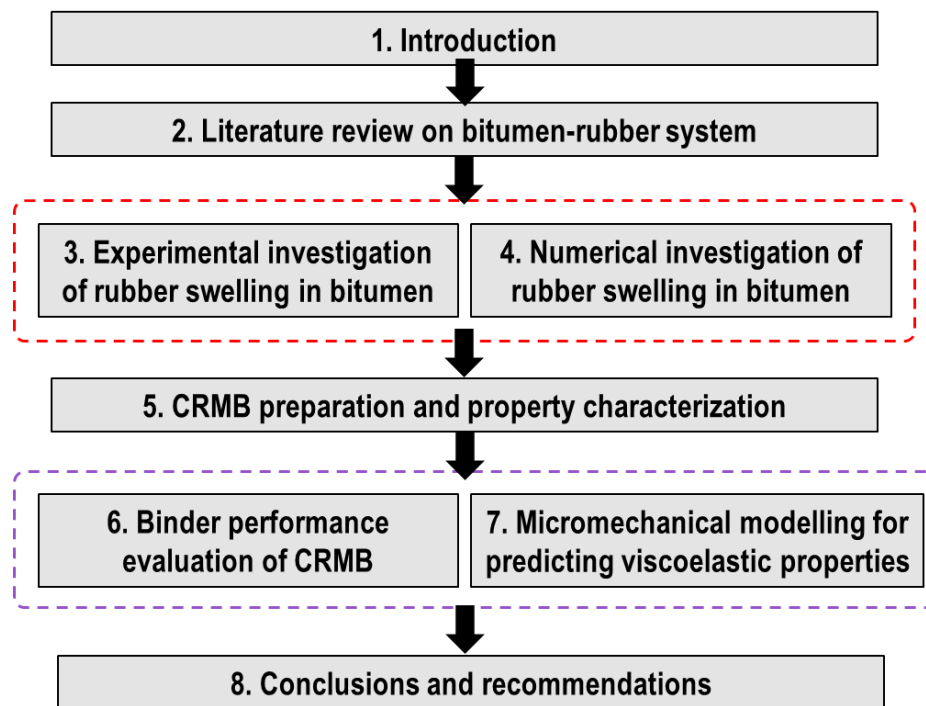 1. Introduction
2. Literature review on bitumen-rubber system
3. Experimental investigation
of rubber swelling in bitumen
4. Numerical investigation of
rubber swelling in bitumen
5. CRMB preparation and property characterization
6. Binder performance
evaluation of CRMB
7. Micromechanical modelling for
predicting viscoelastic properties
8. Conclusions and recommendations